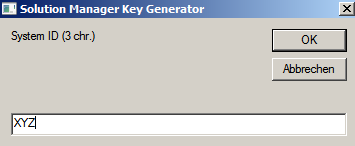 Solution Manager Key Generator
System ID (3 chr.)
OK
Abbrechen
XYZ